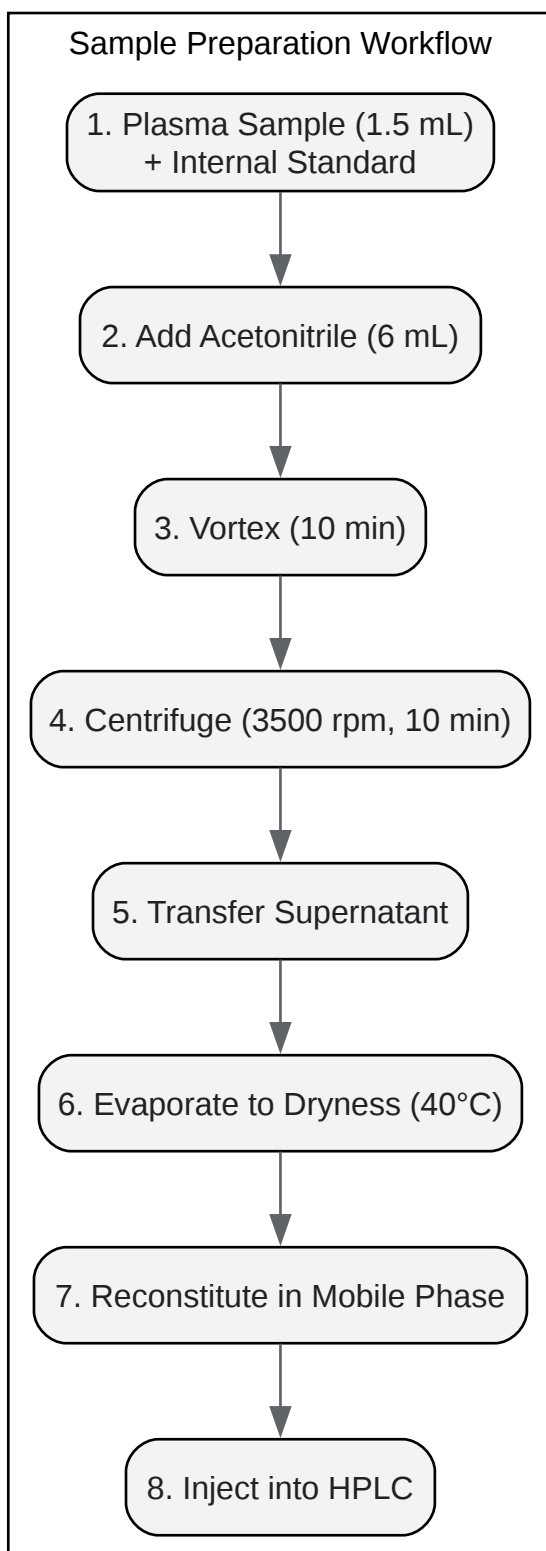 Sample Preparation Workflow
1. Plasma Sample (1.5 mL)
+ Internal Standard
2. Add Acetonitrile (6 mL)
3. Vortex (10 min)
4. Centrifuge (3500 rpm, 10 min)
5. Transfer Supernatant
6. Evaporate to Dryness (40°C)
7. Reconstitute in Mobile Phase
8. Inject into HPLC